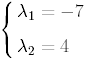 λ₁ = −7
λ₂ = 4